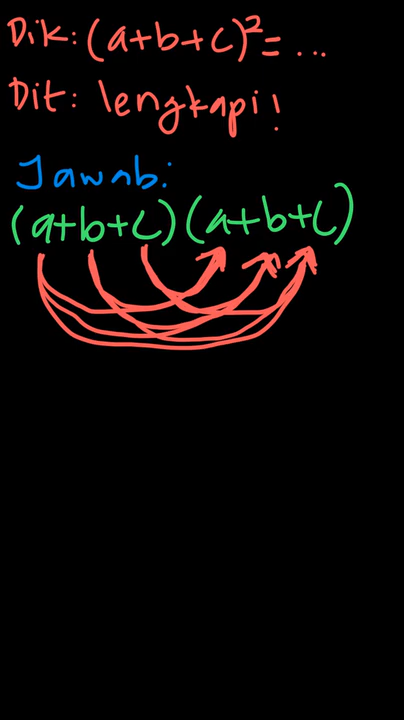 Dik: (a+b+c)²= ...
Dit: lengkapi!
Jawab:
(a+b+c)(a+b+c)